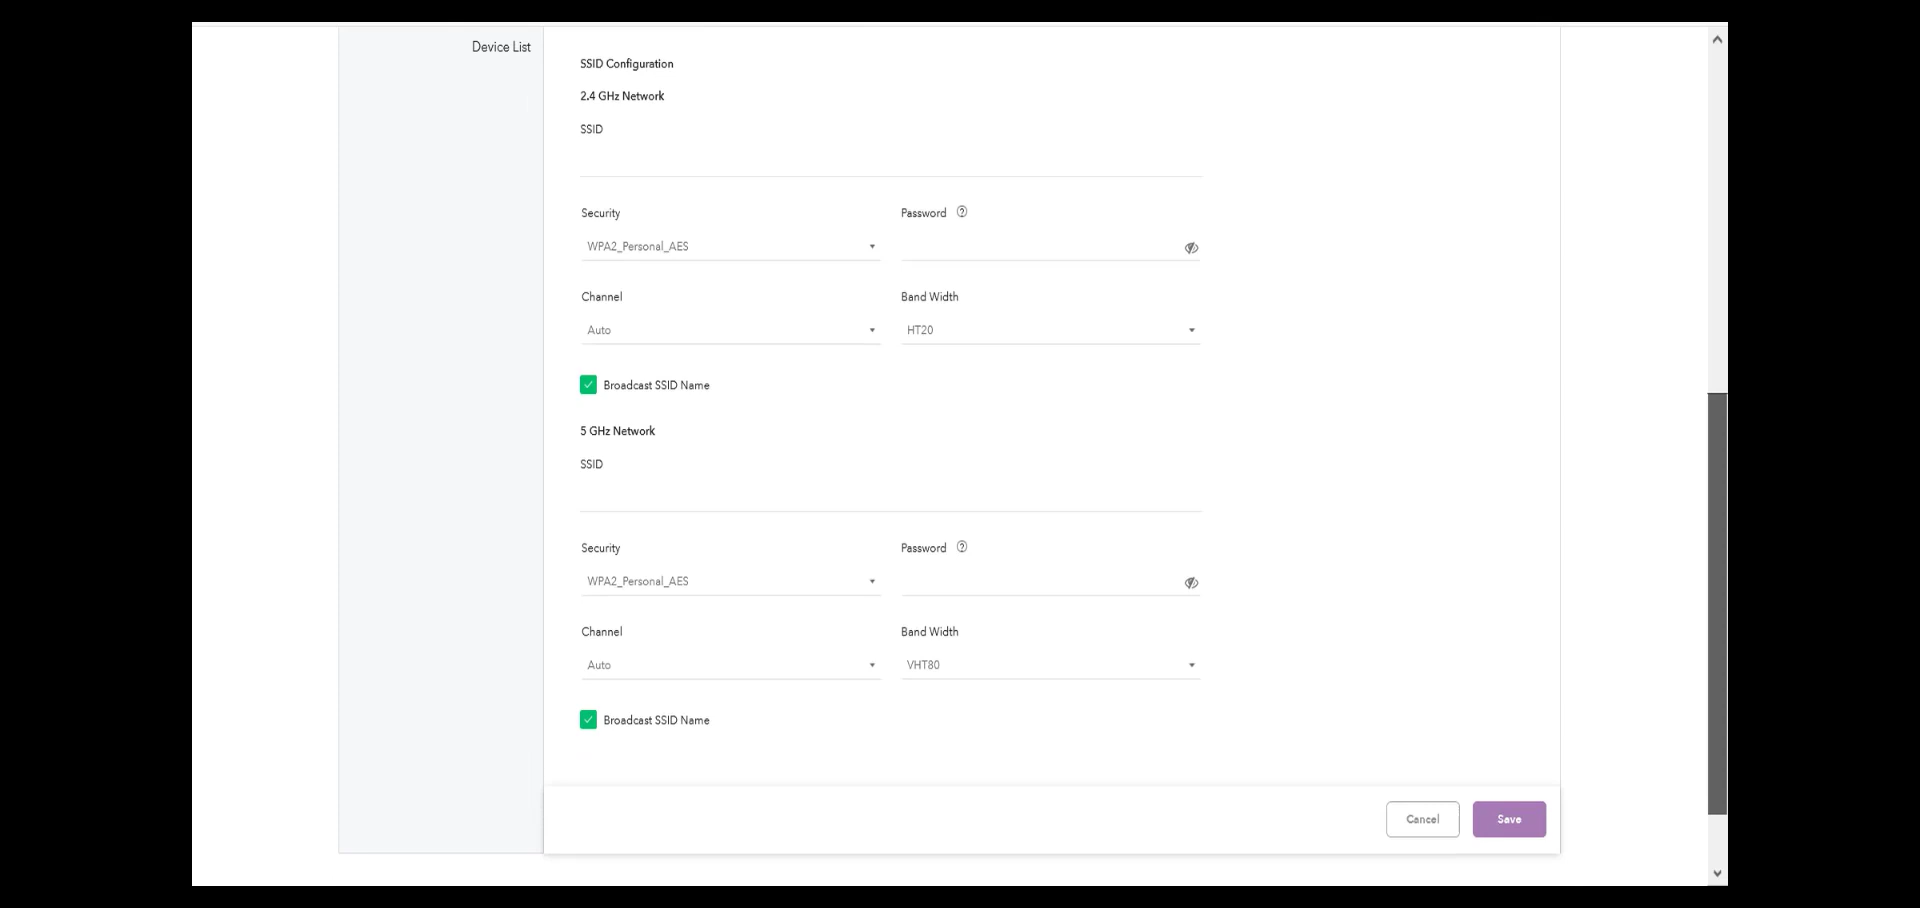 Device List
SSID Configuration
2.4 GHz Network
SSID
Security
Password
WPA2_Personal_AES
Channel
Band Width
Auto
HT20
Broadcast SSID Name
5 GHz Network
SSID
Security
Password
WPA2_Personal_AES
Channel
Band Width
Auto
VHT80
Broadcast SSID Name
Cancel
Save